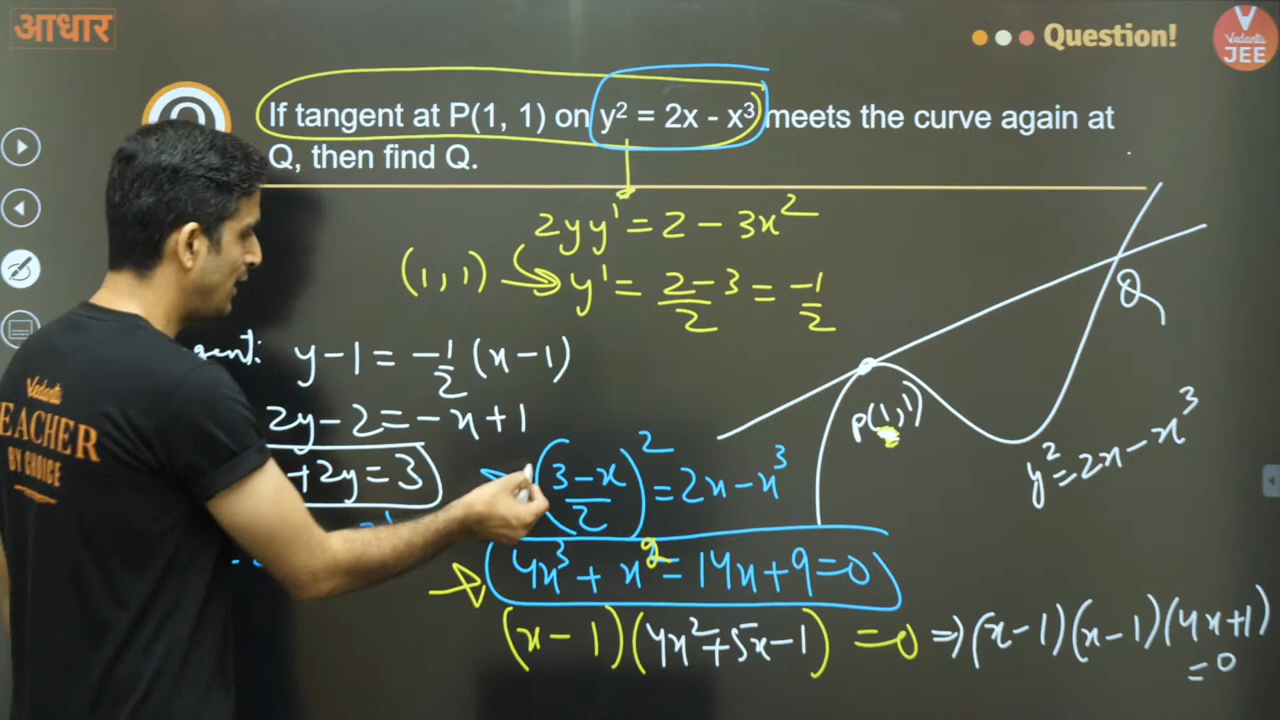 आधार
Question!
Vedantu
JEE
If tangent at P(1, 1) on y² = 2x - x³ meets the curve again at
Q, then find Q.
2yy' = 2 - 3x²
(1,1) → y' = 2-3/2 = -1/2
y-1 = -1/2 (x-1)
2y-2 = -x+1
+2y=3
(3-x/2)² = 2x-x³
4x³ + x² = 14x+9=0
(x-1)(4x²+5x-1) =0 ⇒ (x-1)(x-1)(4x+1)
=0
P(1,1)
Q
y²=2x-x³
Vedantu
TEACHER
BY CHOICE